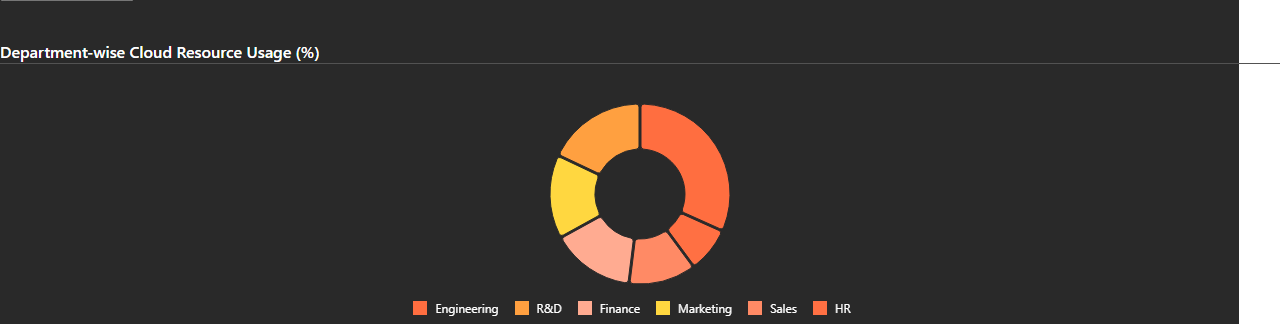 Department-wise Cloud Resource Usage (%)
Engineering R&D Finance Marketing Sales HR